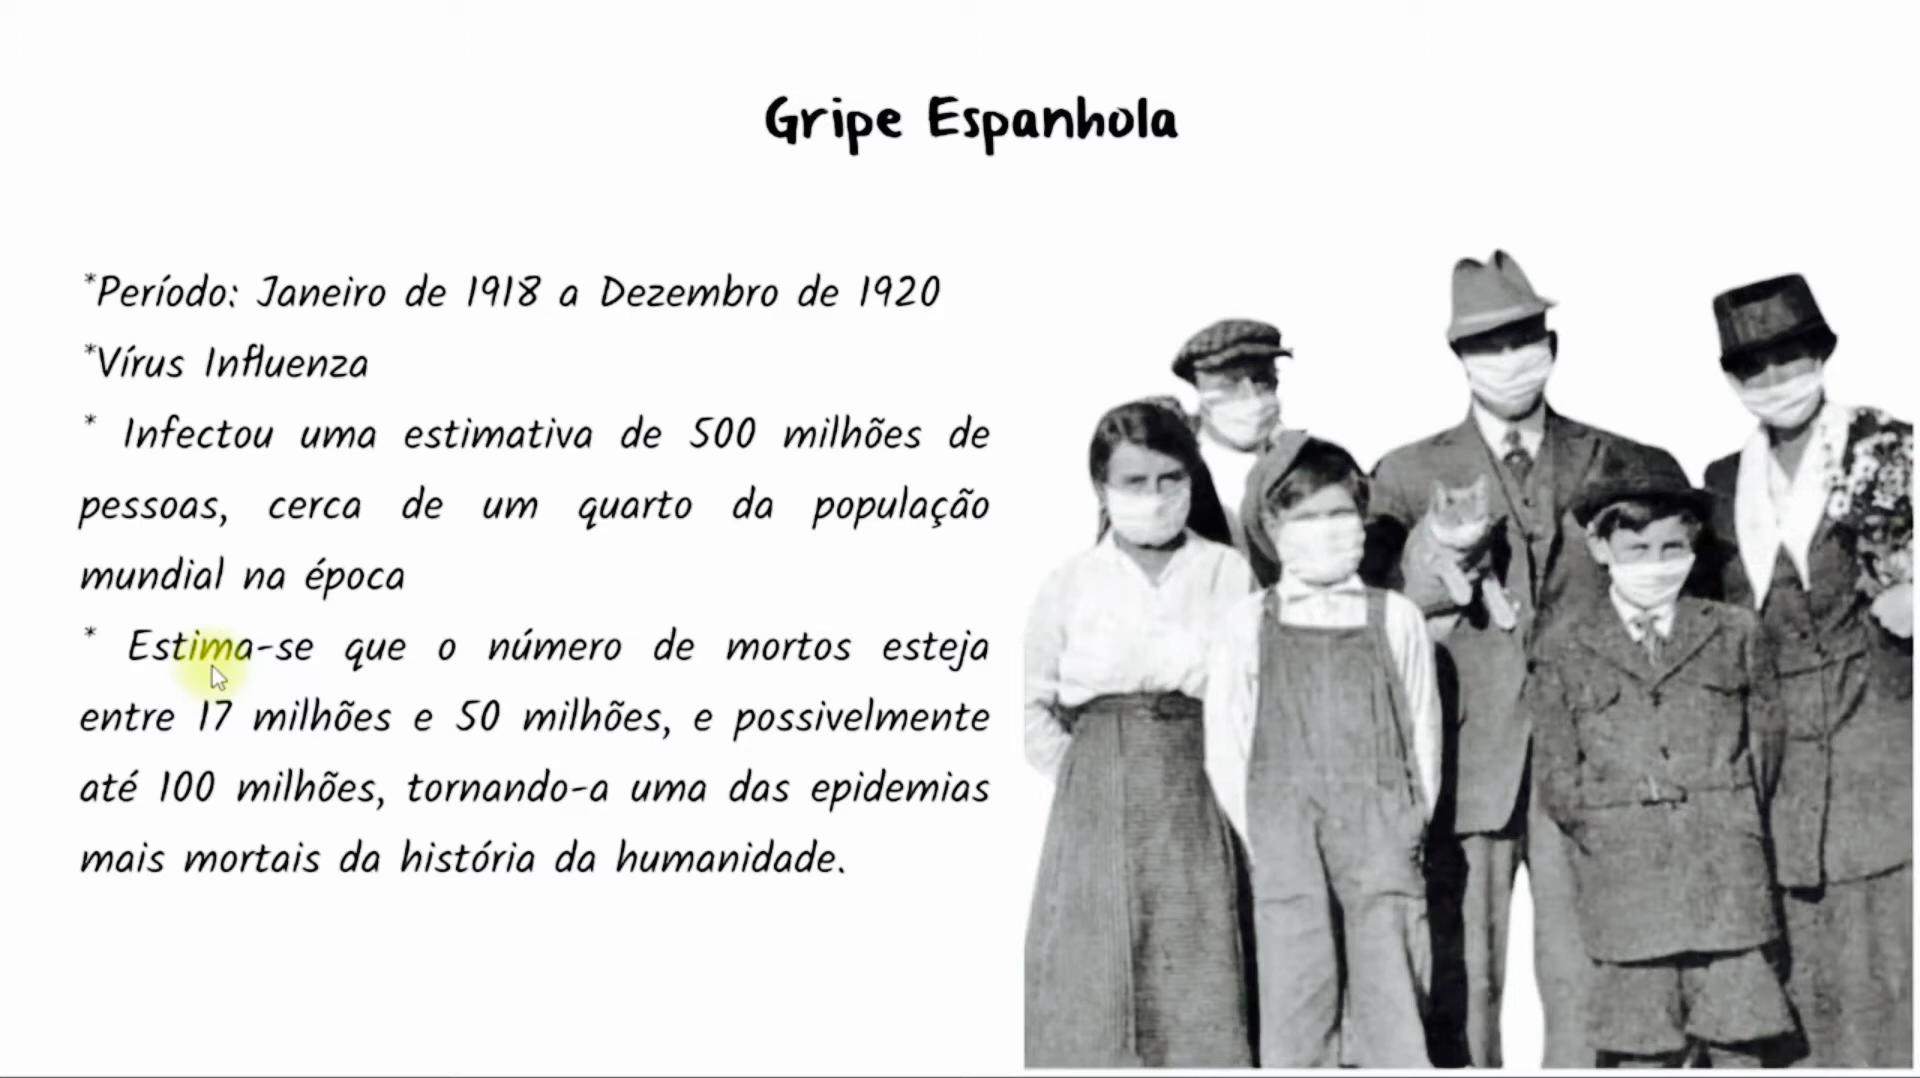 Gripe Espanhola
*Período: Janeiro de 1918 a Dezembro de 1920
*Vírus Influenza
* Infectou uma estimativa de 500 milhões de
pessoas, cerca de um quarto da população
mundial na época
* Estima-se que o número de mortos esteja
entre 17 milhões e 50 milhões, e possivelmente
até 100 milhões, tornando-a uma das epidemias
mais mortais da história da humanidade.